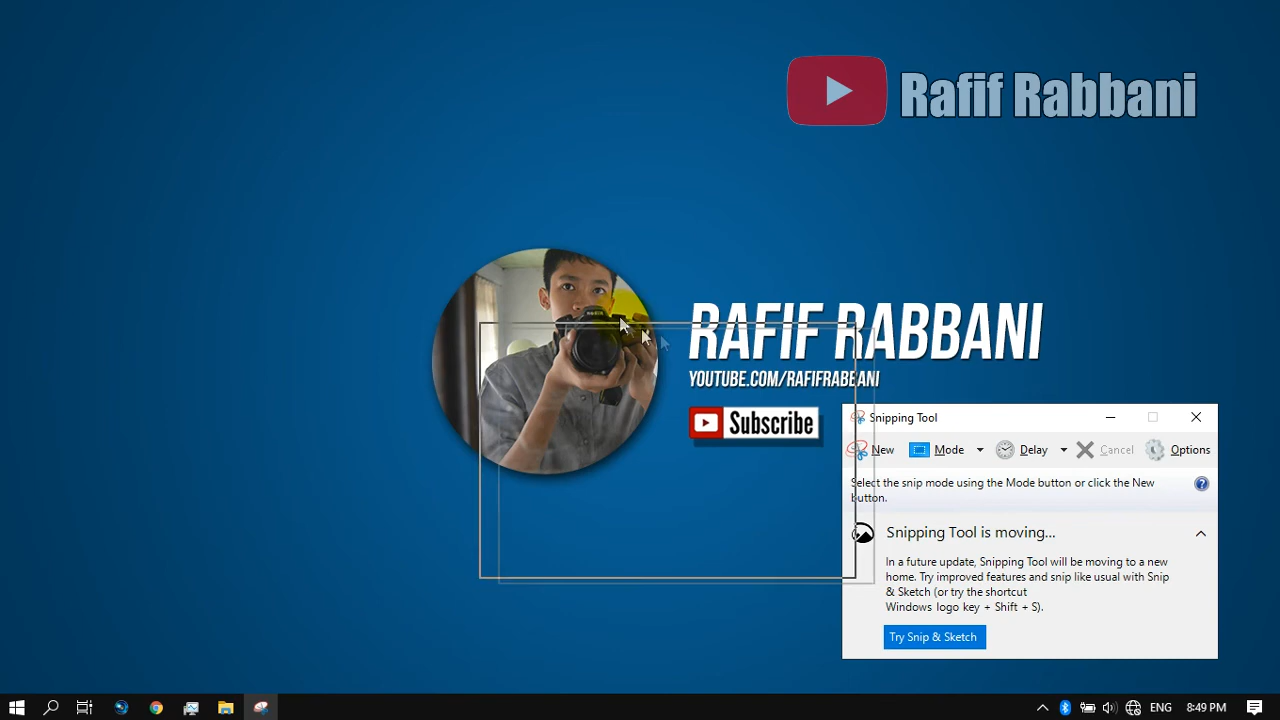 Rafif Rabbani
RAFIF RABBANI
YOUTUBE.COM/RAFIFRABBANI
Subscribe
Snipping Tool
New
Mode
Delay
Cancel
Options
Select the snip mode using the Mode button or click the New
button.
Snipping Tool is moving...
In a future update, Snipping Tool will be moving to a new
home. Try improved features and snip like usual with Snip
& Sketch (or try the shortcut
Windows logo key + Shift + S).
Try Snip & Sketch
ENG
8:49 PM